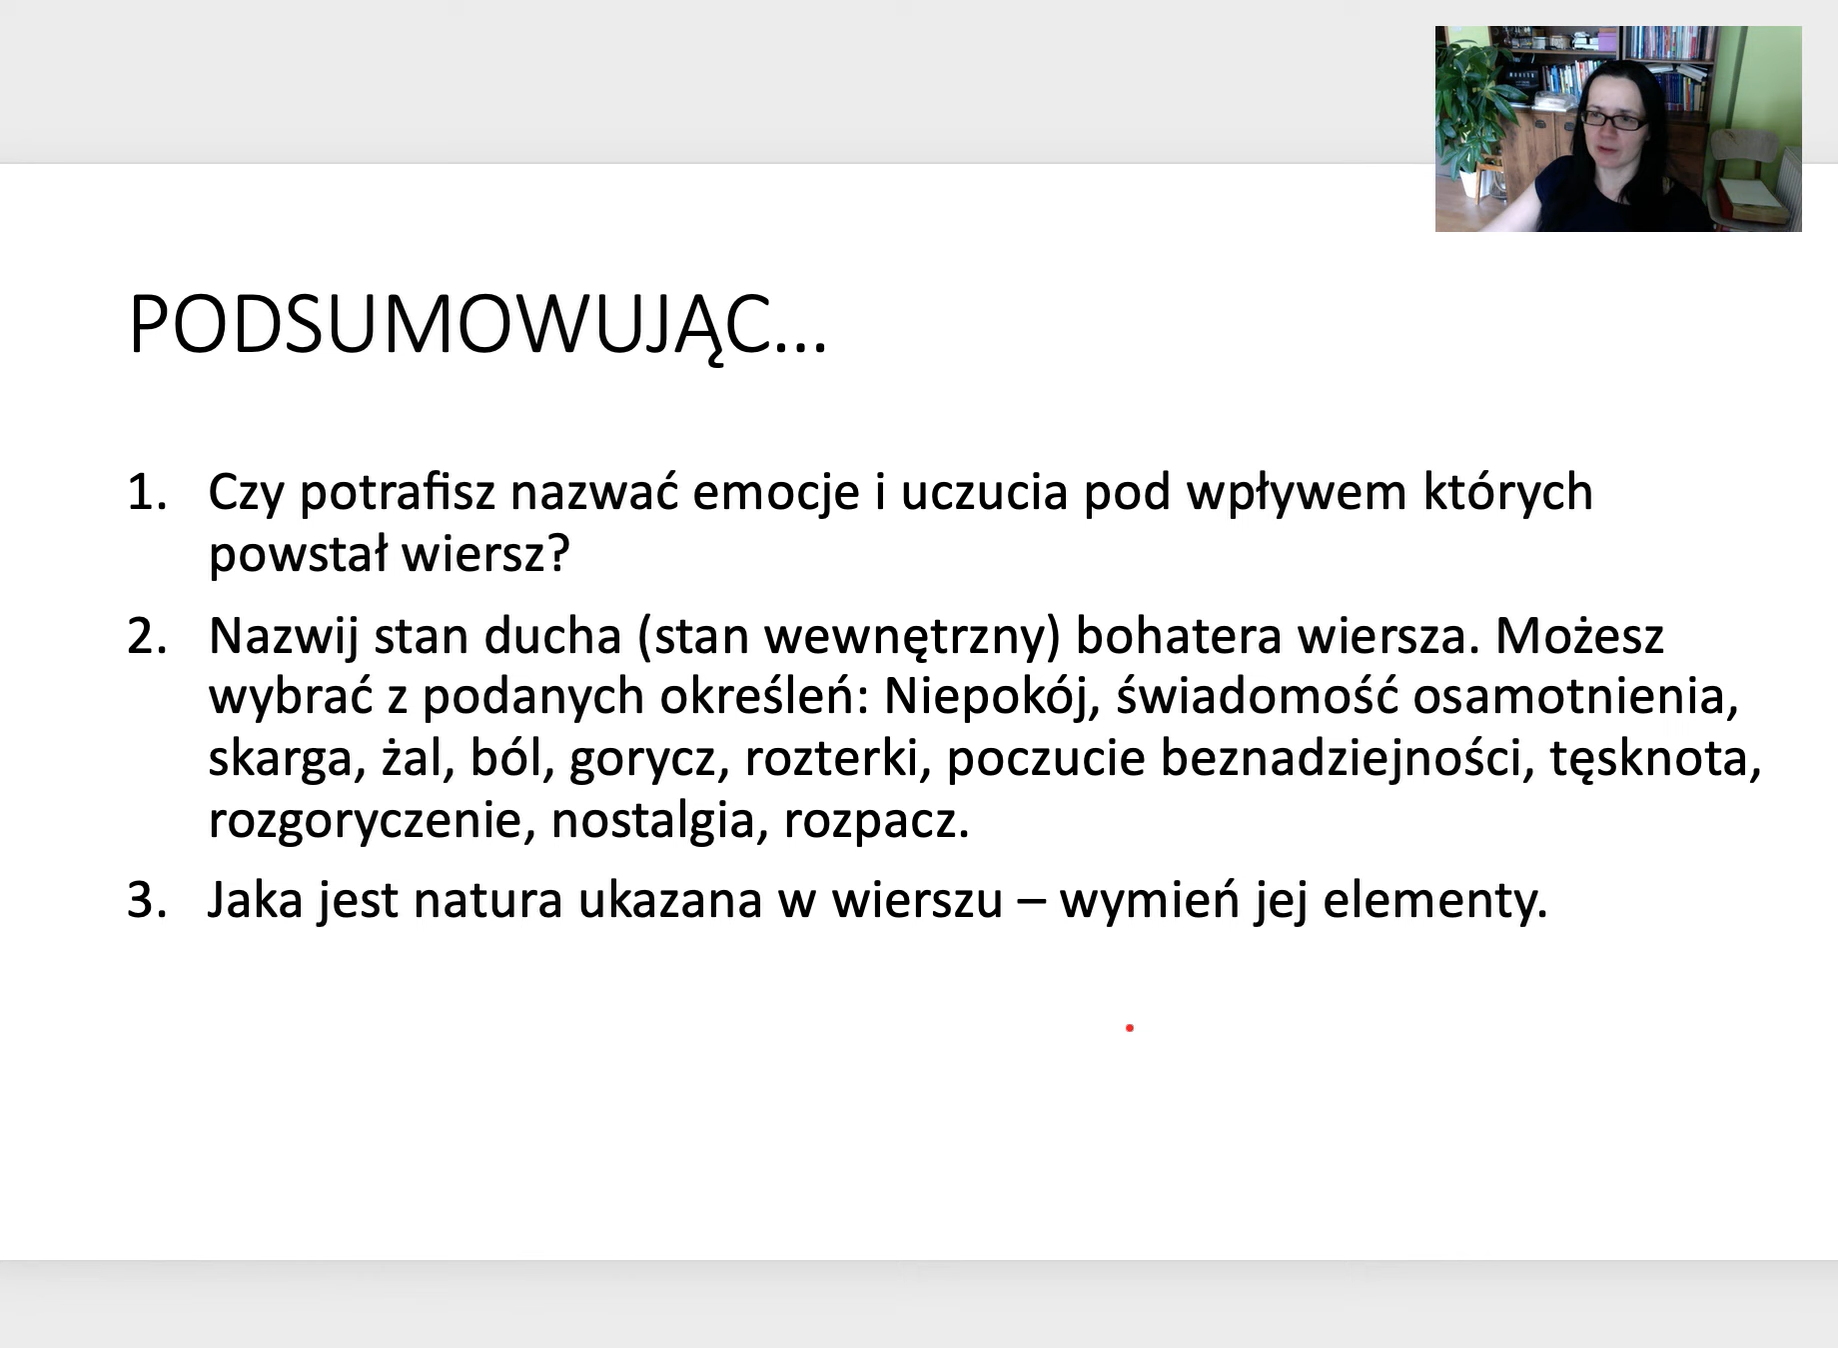 PODSUMOWUJĄC...
1. Czy potrafisz nazwać emocje i uczucia pod wpływem których
powstał wiersz?
2. Nazwij stan ducha (stan wewnętrzny) bohatera wiersza. Możesz
wybrać z podanych określeń: Niepokój, świadomość osamotnienia,
skarga, żal, ból, gorycz, rozterki, poczucie beznadziejności, tęsknota,
rozgoryczenie, nostalgia, rozpacz.
3. Jaka jest natura ukazana w wierszu – wymień jej elementy.